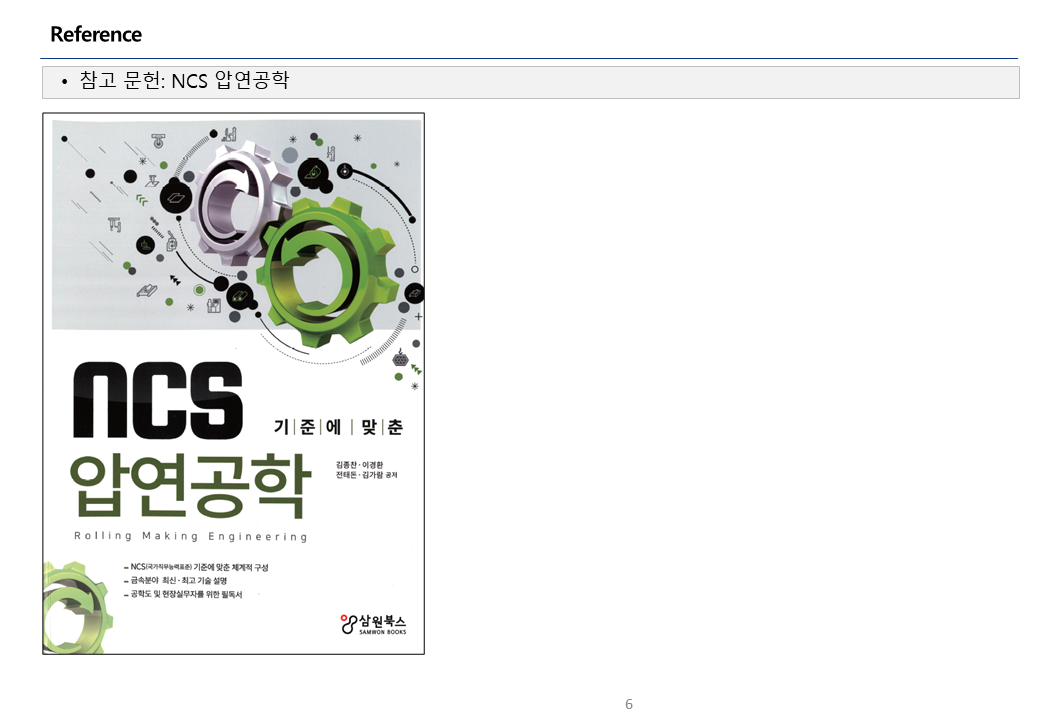 Reference
• 참고 문헌: NCS 압연공학
ncs
기|준|에|맞|춘
압연공학
김종찬·이경환
전태돈·김가람 공저
Rolling Making Engineering
– NCS(국가직무능력표준) 기준에 맞춘 체계적 구성
– 금속분야 최신·최고 기술 설명
– 공학도 및 현장실무자를 위한 필독서
삼원북스
SAMWON BOOKS
6